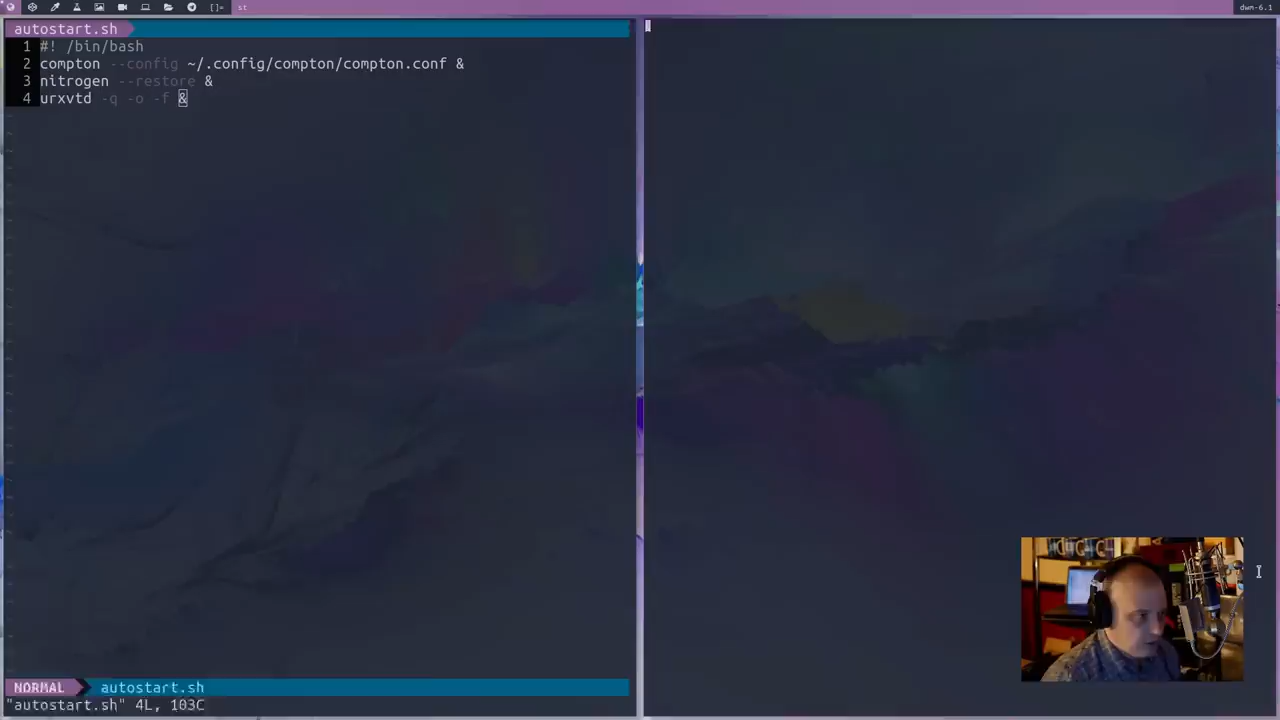 []= st dwm-6.1
autostart.sh
1 #! /bin/bash
2 compton --config ~/.config/compton/compton.conf &
3 nitrogen --restore &
4 urxvtd -q -o -f &
NORMAL autostart.sh
"autostart.sh" 4L, 103C